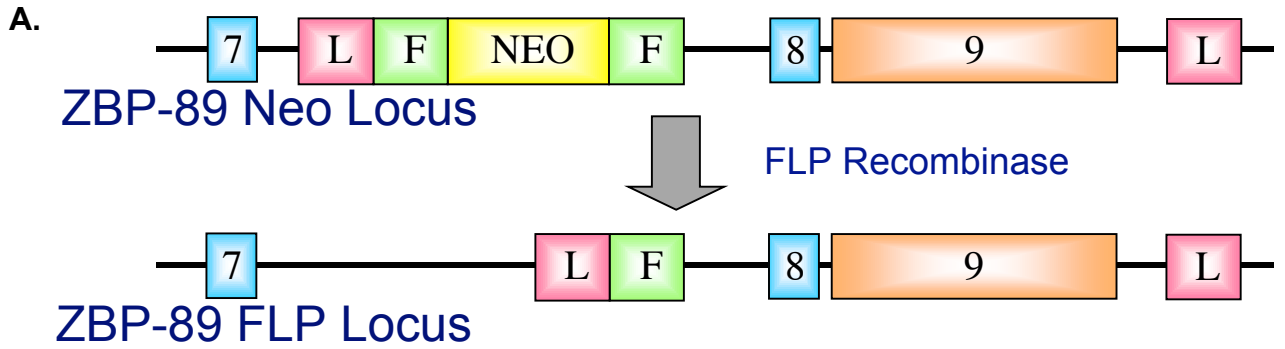 A.
7 L F NEO F 8 9 L
ZBP-89 Neo Locus
FLP Recombinase
7 L F 8 9 L
ZBP-89 FLP Locus